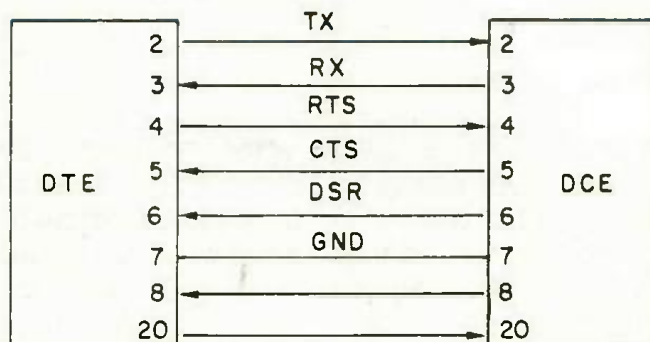 TX
2 2
RX
3 3
RTS
4 4
CTS
5 5
DTE DCE
DSR
6 6
GND
7 7
8 8
20 20